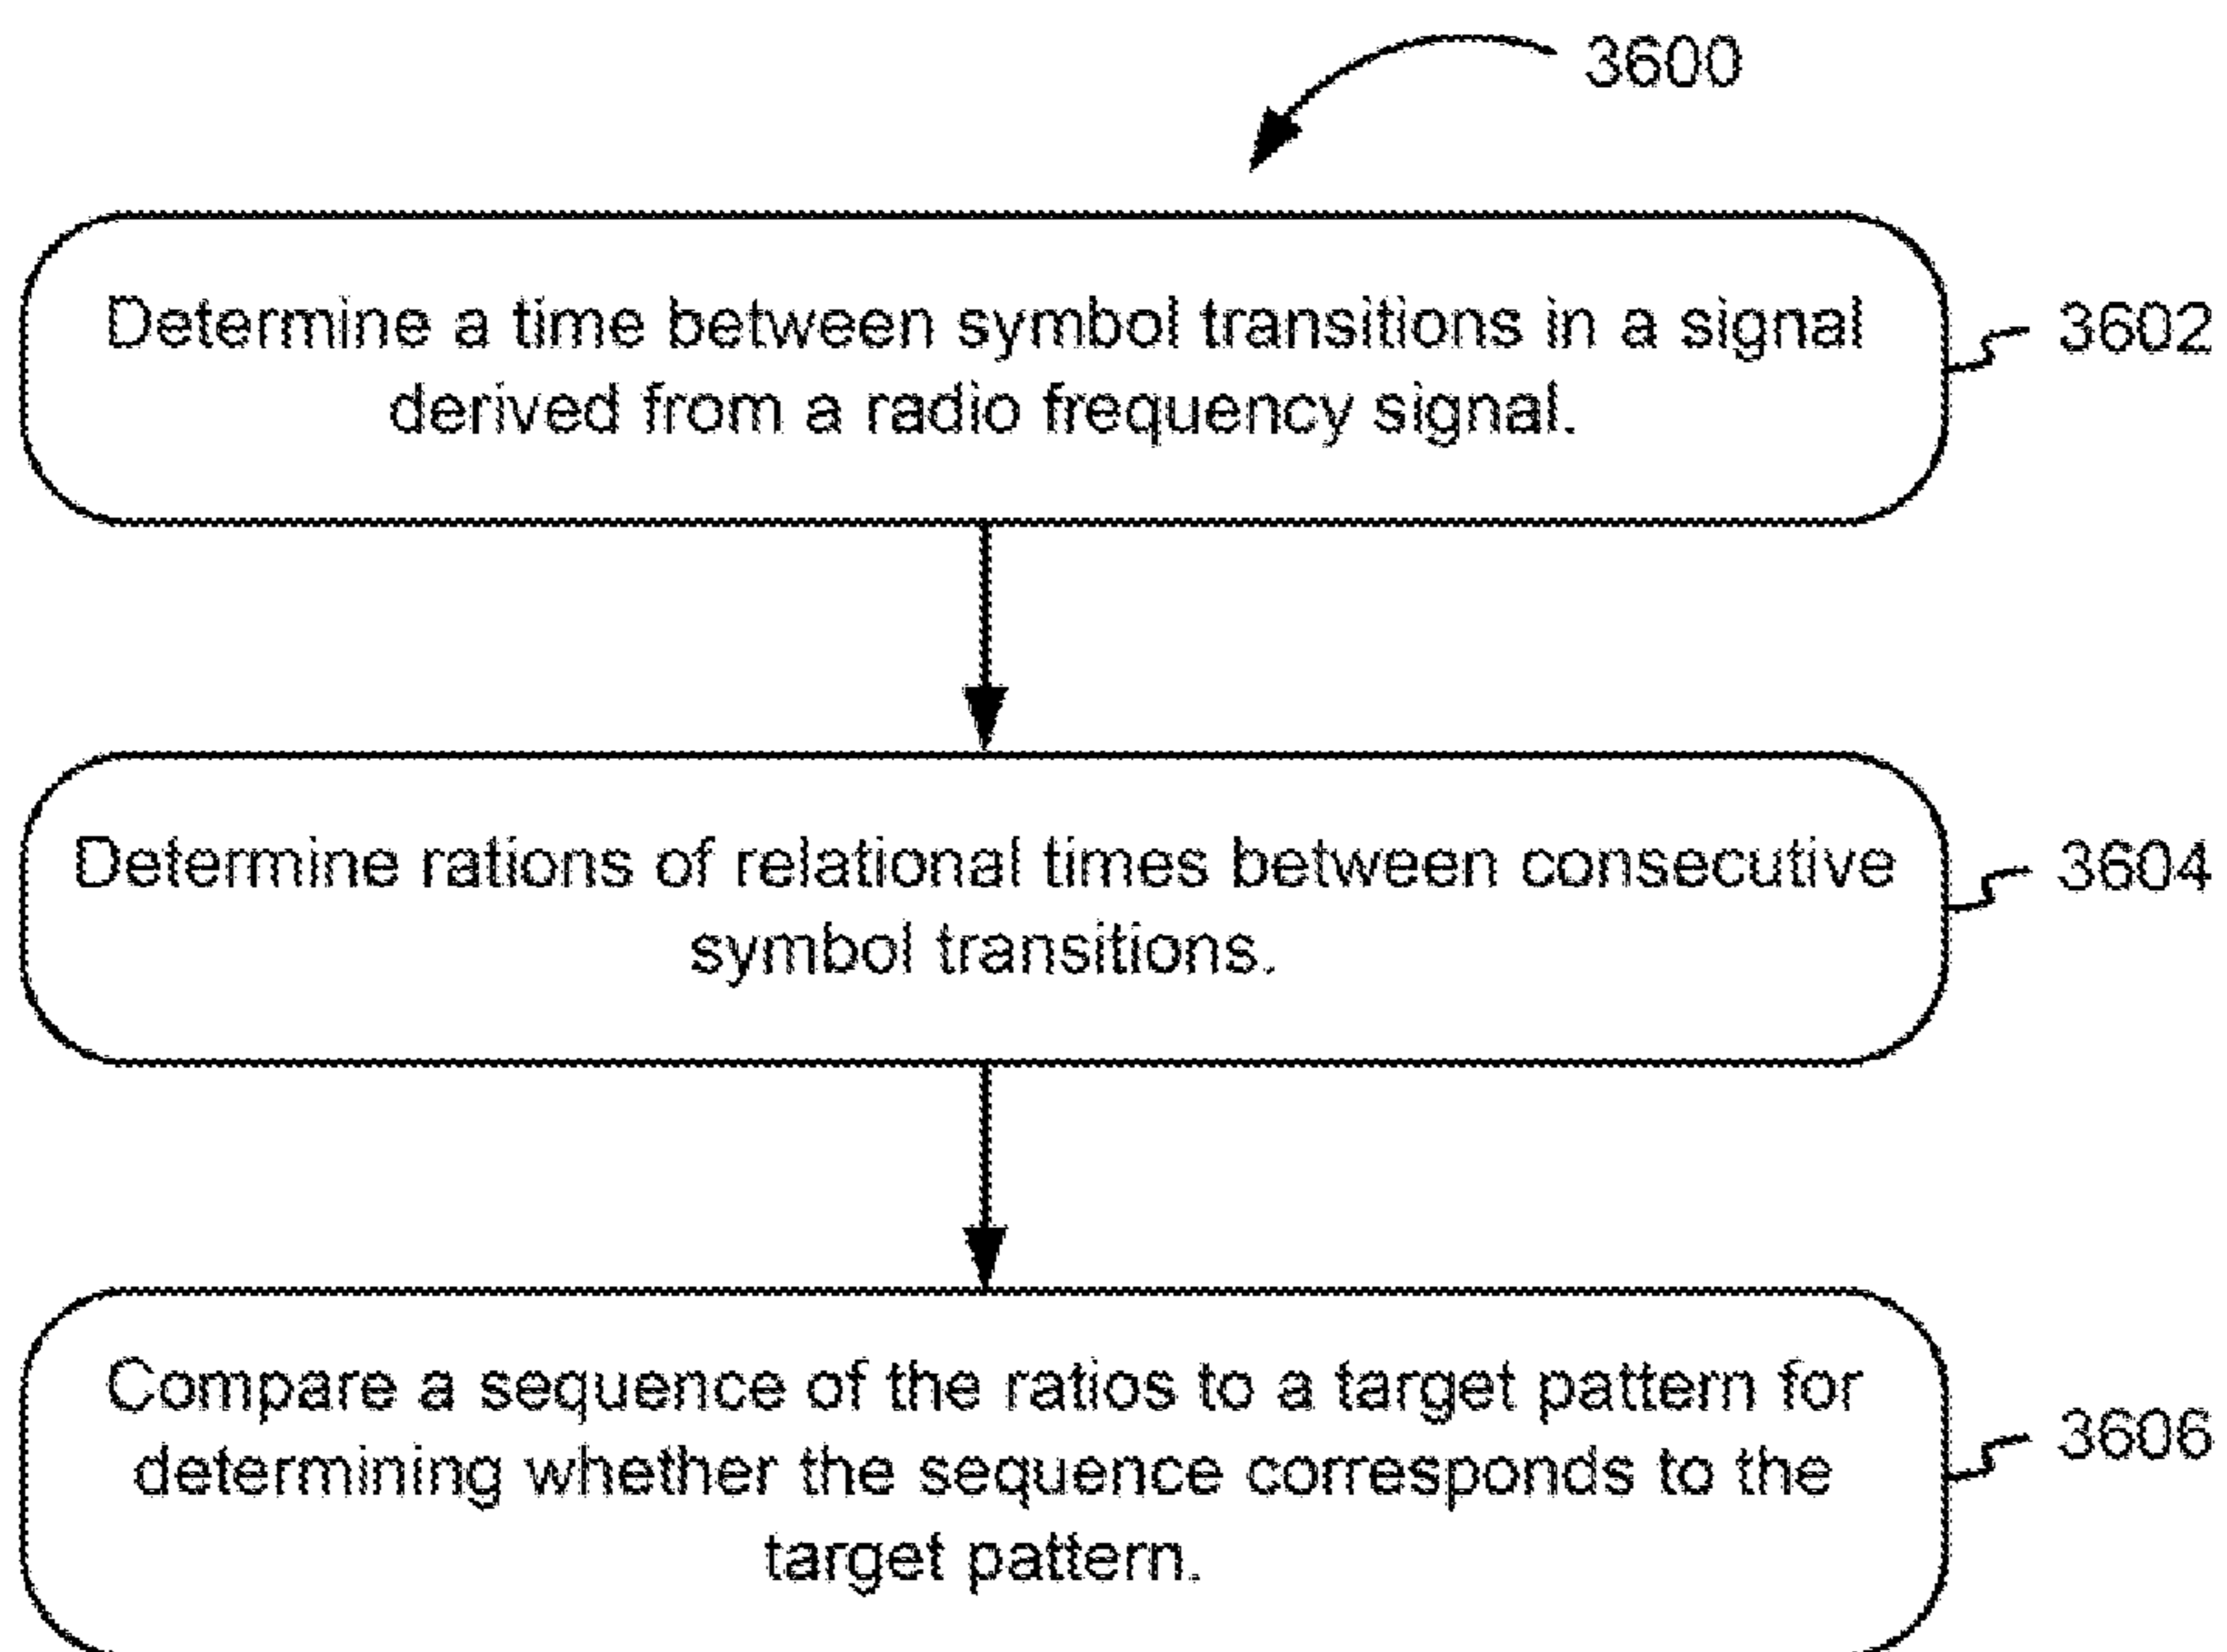 3600
Determine a time between symbol transitions in a signal
derived from a radio frequency signal.
3602
Determine rations of relational times between consecutive
symbol transitions.
3604
Compare a sequence of the ratios to a target pattern for
determining whether the sequence corresponds to the
target pattern.
3606